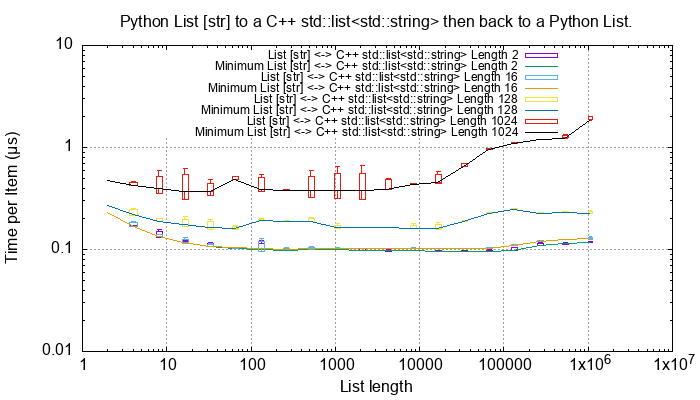 Python List [str] to a C++ std::list<std::string> then back to a Python List.
10
1
0.1
0.01
Time per Item (µs)
List [str] <-> C++ std::list<std::string> Length 2
Minimum List [str] <-> C++ std::list<std::string> Length 2
List [str] <-> C++ std::list<std::string> Length 16
Minimum List [str] <-> C++ std::list<std::string> Length 16
List [str] <-> C++ std::list<std::string> Length 128
Minimum List [str] <-> C++ std::list<std::string> Length 128
List [str] <-> C++ std::list<std::string> Length 1024
Minimum List [str] <-> C++ std::list<std::string> Length 1024
1 10 100 1000 10000 100000 1x10⁶ 1x10⁷
List length